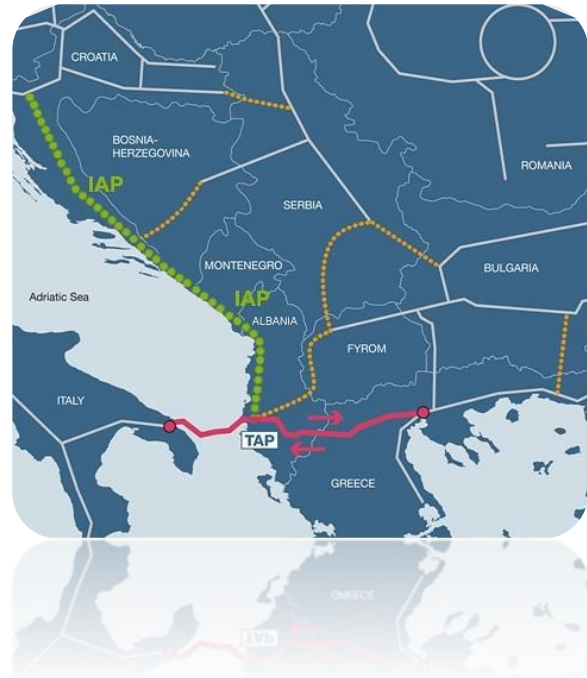 CROATIA
BOSNIA-
HERZEGOVINA
ROMANIA
IAP
SERBIA
MONTENEGRO
BULGARIA
IAP
Adriatic Sea
ALBANIA
FYROM
ITALY
TAP
GREECE